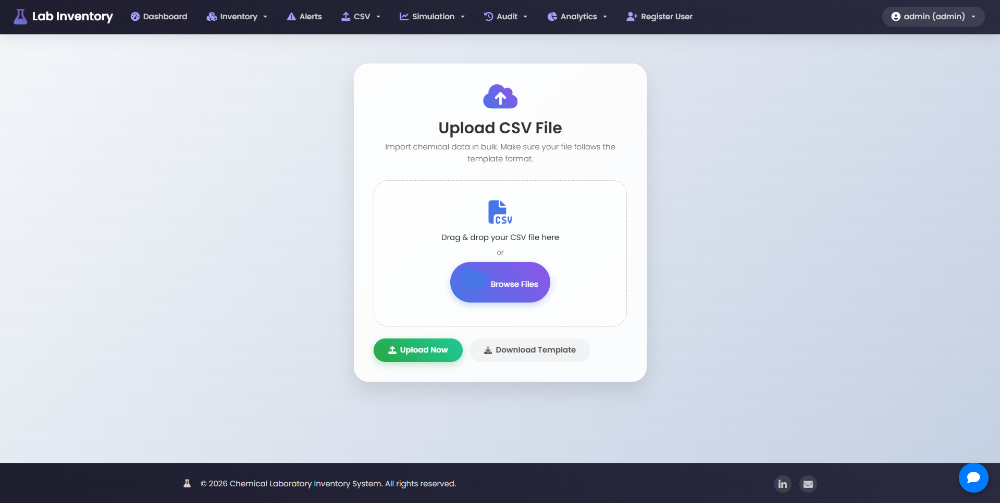 Lab Inventory
Dashboard
Inventory
Alerts
CSV
Simulation
Audit
Analytics
Register User
admin (admin)
Upload CSV File
Import chemical data in bulk. Make sure your file follows the
template format.
CSV
Drag & drop your CSV file here
or
Browse Files
Upload Now
Download Template
© 2026 Chemical Laboratory Inventory System. All rights reserved.
in